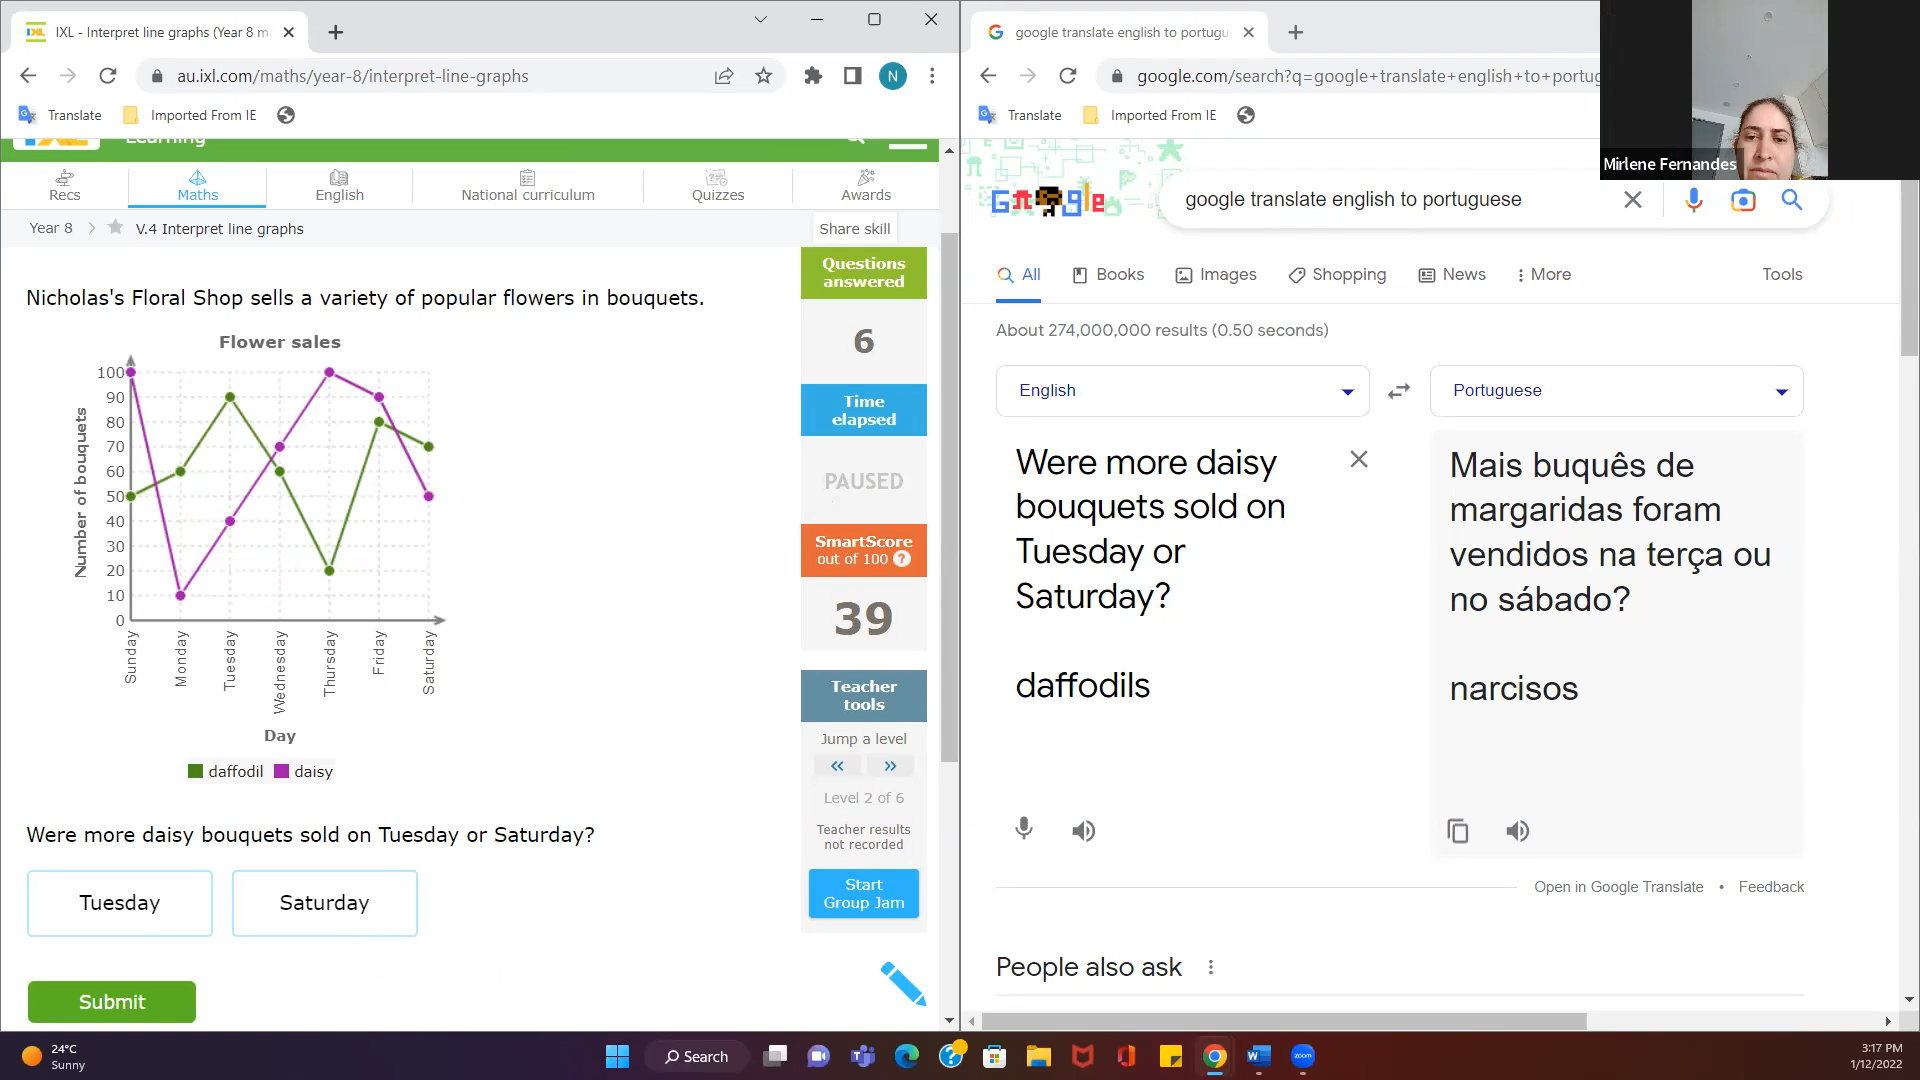 IXL - Interpret line graphs (Year 8 m
au.ixl.com/maths/year-8/interpret-line-graphs
N
Translate
Imported From IE
Learning
Recs
Maths
English
National curriculum
Quizzes
Awards
Year 8
V.4 Interpret line graphs
Share skill
Nicholas's Floral Shop sells a variety of popular flowers in bouquets.
Flower sales
Number of bouquets
100
90
80
70
60
50
40
30
20
10
0
Sunday
Monday
Tuesday
Wednesday
Thursday
Friday
Saturday
Day
daffodil
daisy
Were more daisy bouquets sold on Tuesday or Saturday?
Tuesday
Saturday
Submit
Questions
answered
6
Time
elapsed
PAUSED
SmartScore
out of 100 ?
39
Teacher
tools
Jump a level
Level 2 of 6
Teacher results
not recorded
Start
Group Jam
google translate english to portugu
google.com/search?q=google+translate+english+to+portug
Translate
Imported From IE
Mirlene Fernandes
Google
google translate english to portuguese
All
Books
Images
Shopping
News
More
Tools
About 274,000,000 results (0.50 seconds)
English
Portuguese
Were more daisy
bouquets sold on
Tuesday or
Saturday?
daffodils
Mais buquês de
margaridas foram
vendidos na terça ou
no sábado?
narcisos
Open in Google Translate • Feedback
People also ask
24°C
Sunny
Search
zoom
3:17 PM
1/12/2022